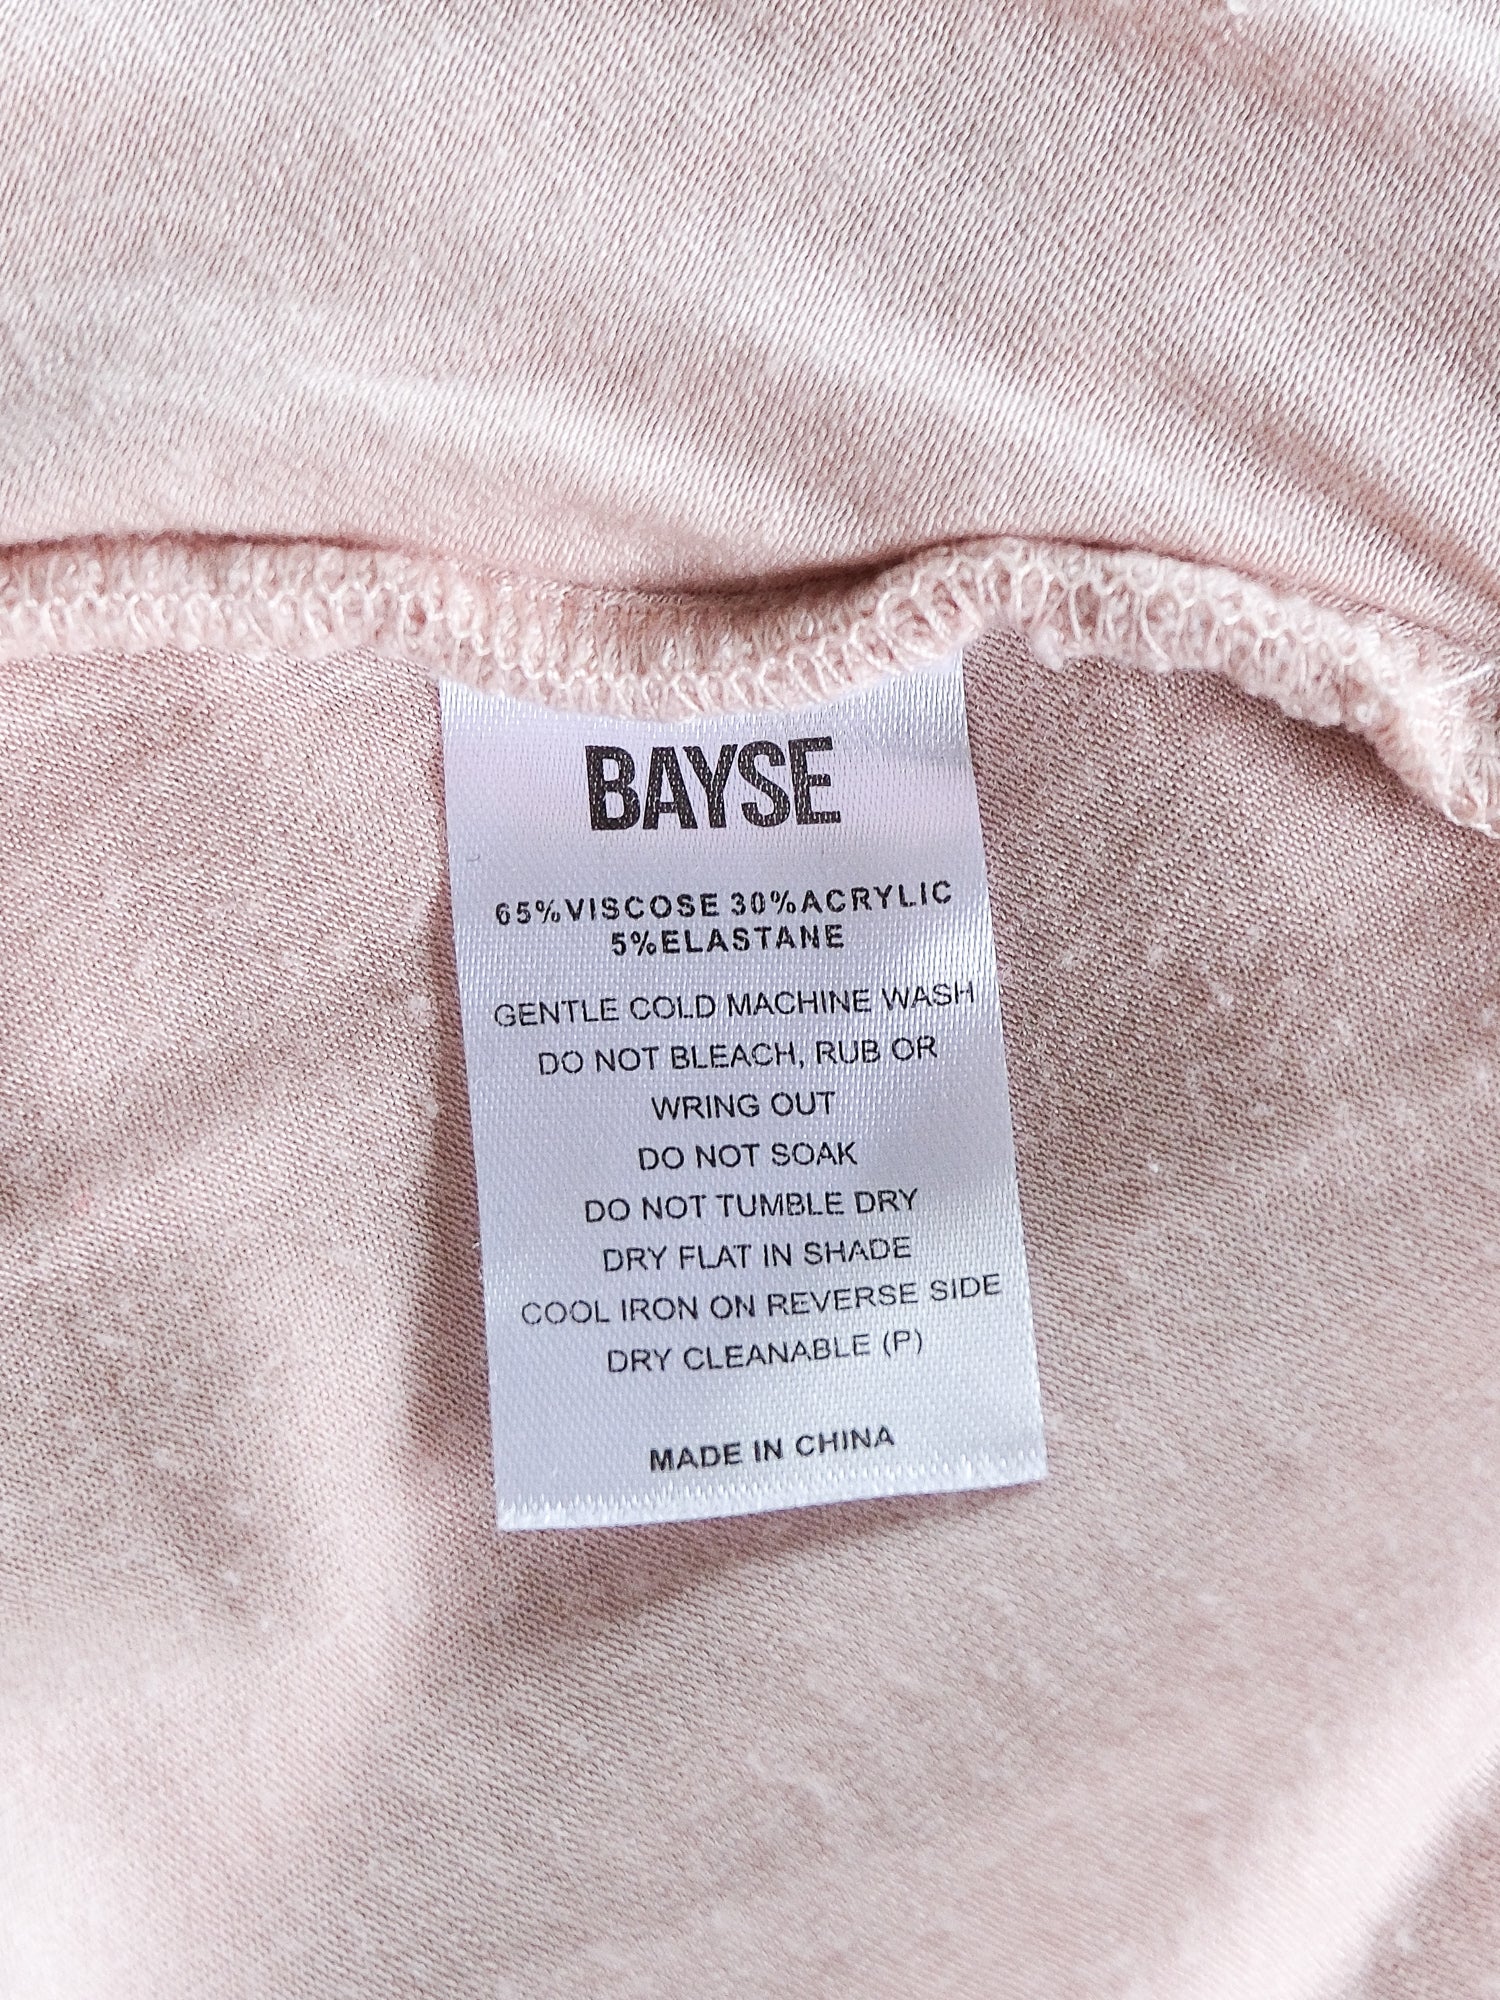 BAYSE
65%VISCOSE 30%ACRYLIC
5%ELASTANE
GENTLE COLD MACHINE WASH
DO NOT BLEACH, RUB OR
WRING OUT
DO NOT SOAK
DO NOT TUMBLE DRY
DRY FLAT IN SHADE
COOL IRON ON REVERSE SIDE
DRY CLEANABLE (P)
MADE IN CHINA